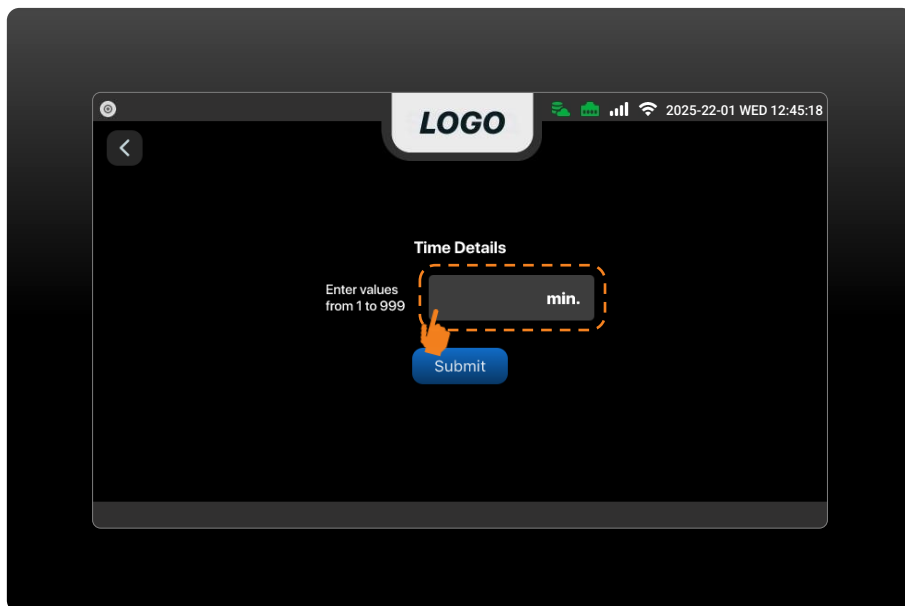 LOGO
2025-22-01 WED 12:45:18
Time Details
Enter values
from 1 to 999
min.
Submit